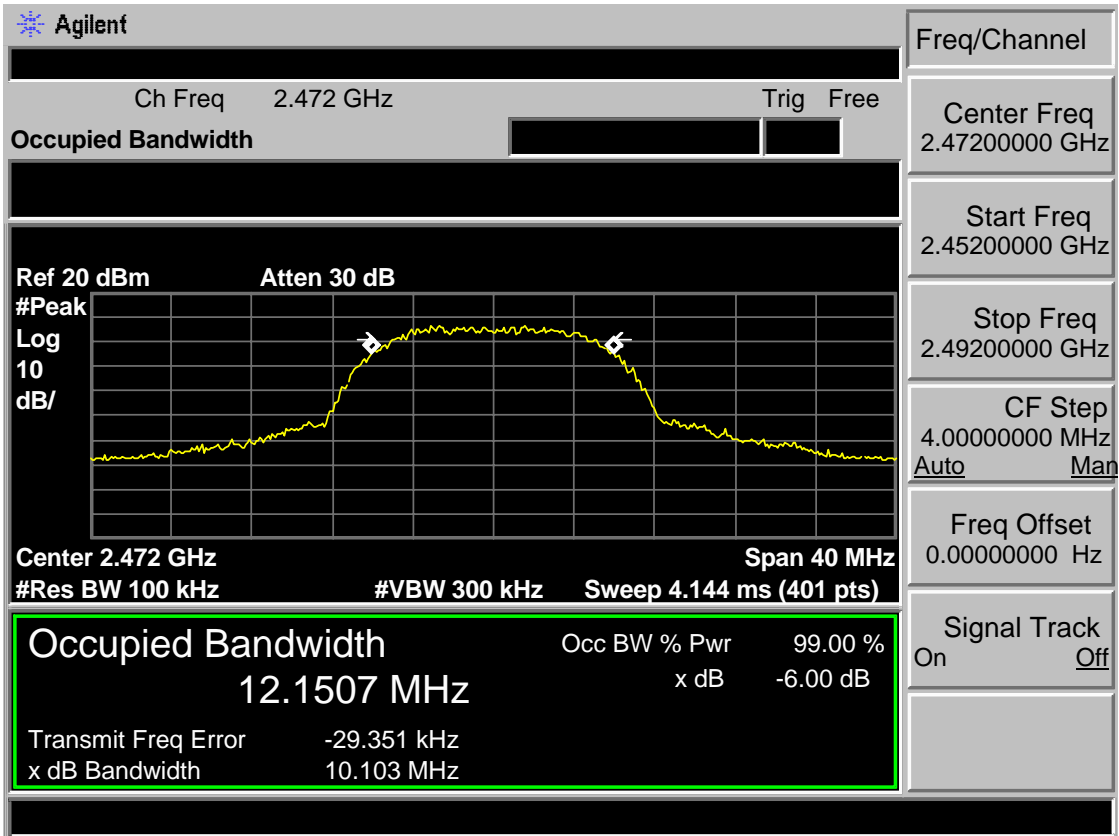 Agilent
Freq/Channel
Ch Freq 2.472 GHz Trig Free
Occupied Bandwidth
Center Freq
2.47200000 GHz
Start Freq
2.45200000 GHz
Stop Freq
2.49200000 GHz
CF Step
4.00000000 MHz
Auto Man
Freq Offset
0.00000000 Hz
Signal Track
On Off
Ref 20 dBm Atten 30 dB
#Peak
Log
10
dB/
Center 2.472 GHz Span 40 MHz
#Res BW 100 kHz #VBW 300 kHz Sweep 4.144 ms (401 pts)
Occupied Bandwidth Occ BW % Pwr 99.00 %
12.1507 MHz x dB -6.00 dB
Transmit Freq Error -29.351 kHz
x dB Bandwidth 10.103 MHz